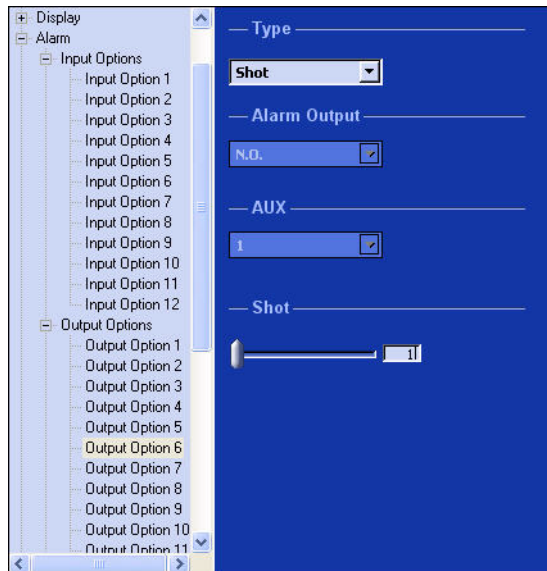 Display
Alarm
Input Options
Input Option 1
Input Option 2
Input Option 3
Input Option 4
Input Option 5
Input Option 6
Input Option 7
Input Option 8
Input Option 9
Input Option 10
Input Option 11
Input Option 12
Output Options
Output Option 1
Output Option 2
Output Option 3
Output Option 4
Output Option 5
Output Option 6
Output Option 7
Output Option 8
Output Option 9
Output Option 10
Output Option 11
Type
Shot
Alarm Output
N.O.
AUX
1
Shot
1